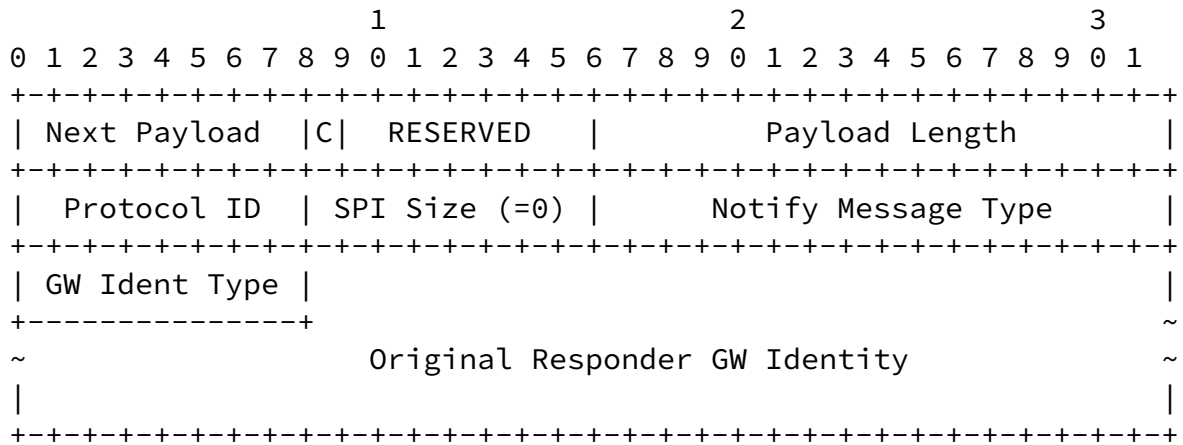 1                   2                   3
 0 1 2 3 4 5 6 7 8 9 0 1 2 3 4 5 6 7 8 9 0 1 2 3 4 5 6 7 8 9 0 1
+-+-+-+-+-+-+-+-+-+-+-+-+-+-+-+-+-+-+-+-+-+-+-+-+-+-+-+-+-+-+-+-+
| Next Payload  |C|  RESERVED   |         Payload Length        |
+-+-+-+-+-+-+-+-+-+-+-+-+-+-+-+-+-+-+-+-+-+-+-+-+-+-+-+-+-+-+-+-+
|  Protocol ID  | SPI Size (=0) |      Notify Message Type      |
+-+-+-+-+-+-+-+-+-+-+-+-+-+-+-+-+-+-+-+-+-+-+-+-+-+-+-+-+-+-+-+-+
| GW Ident Type |                                               |
+---------------+                                               ~
~                   Original Responder GW Identity              ~
|                                                               |
+-+-+-+-+-+-+-+-+-+-+-+-+-+-+-+-+-+-+-+-+-+-+-+-+-+-+-+-+-+-+-+-+